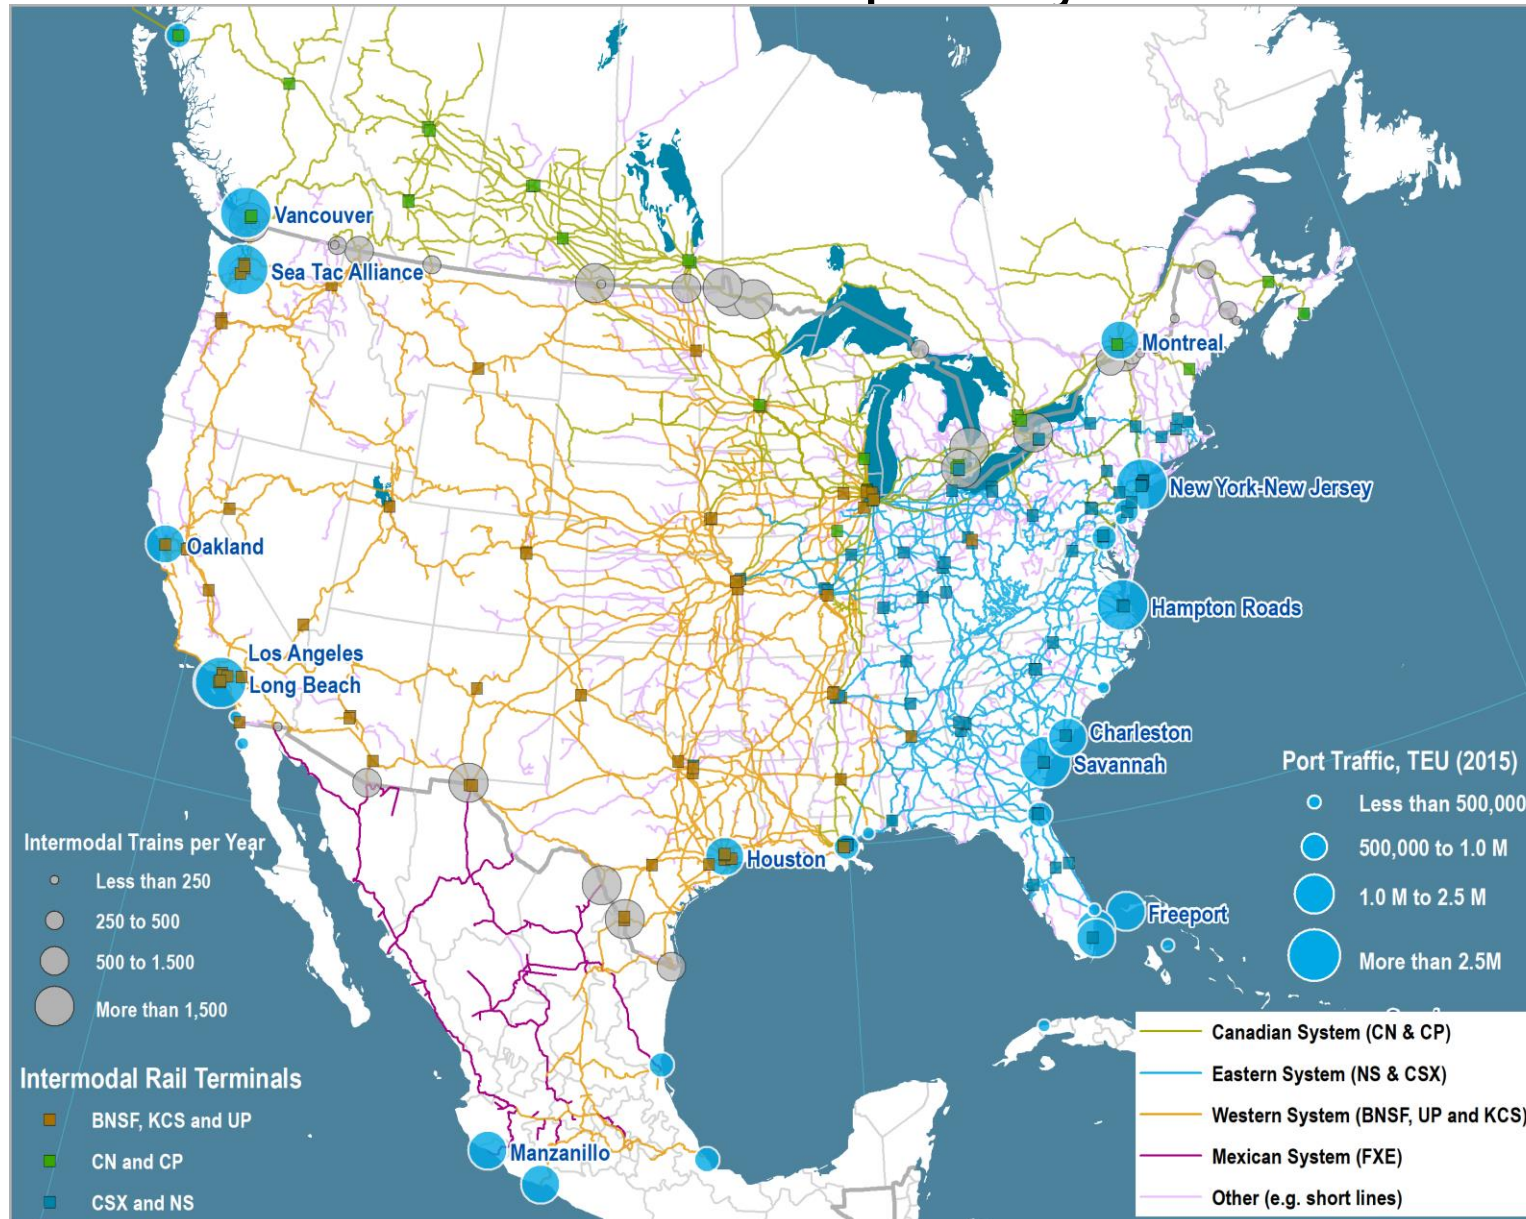 Vancouver
Sea Tac Alliance
Montreal
New York-New Jersey
Oakland
Hampton Roads
Los Angeles
Long Beach
Charleston
Savannah
Houston
Freeport
Manzanillo
Port Traffic, TEU (2015)
Less than 500,000
500,000 to 1.0 M
1.0 M to 2.5 M
More than 2.5M
Intermodal Trains per Year
Less than 250
250 to 500
500 to 1.500
More than 1,500
Intermodal Rail Terminals
BNSF, KCS and UP
CN and CP
CSX and NS
Canadian System (CN & CP)
Eastern System (NS & CSX)
Western System (BNSF, UP and KCS)
Mexican System (FXE)
Other (e.g. short lines)